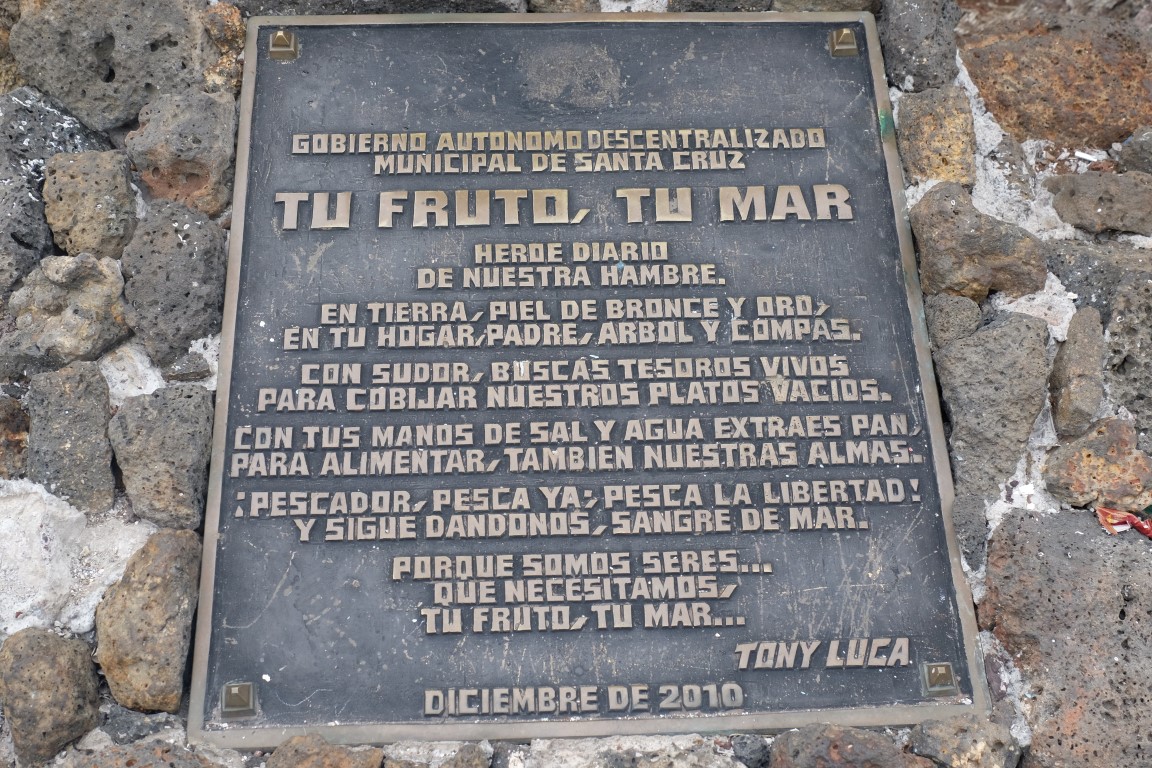 GOBIERNO AUTONOMO DESCENTRALIZADO
MUNICIPAL DE SANTA CRUZ
TU FRUTO, TU MAR
HEROE DIARIO
DE NUESTRA HAMBRE.
EN TIERRA, PIEL DE BRONCE Y ORO,
EN TU HOGAR, PADRE, ARBOL Y COMPAS.
CON SUDOR, BUSCAS TESOROS VIVOS
PARA COBIJAR NUESTROS PLATOS VACIOS.
CON TUS MANOS DE SAL Y AGUA EXTRAES PAN,
PARA ALIMENTAR, TAMBIEN NUESTRAS ALMAS.
¡PESCADOR, PESCA YA; PESCA LA LIBERTAD!
Y SIGUE DANDONOS, SANGRE DE MAR.
PORQUE SOMOS SERES...
QUE NECESITAMOS,
TU FRUTO, TU MAR...
TONY LUCA
DICIEMBRE DE 2010